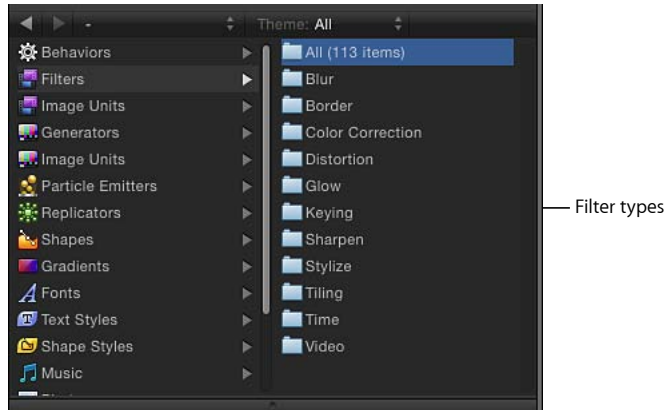 -
Theme: All
Behaviors
Filters
Image Units
Generators
Image Units
Particle Emitters
Replicators
Shapes
Gradients
Fonts
Text Styles
Shape Styles
Music
All (113 items)
Blur
Border
Color Correction
Distortion
Glow
Keying
Sharpen
Stylize
Tiling
Time
Video
Filter types